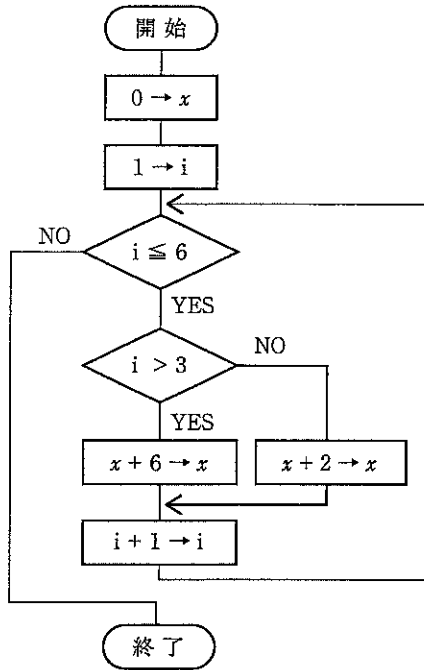 開始
0 → x
1 → i
NO
i ≦ 6
YES
i > 3
NO
YES
x + 6 → x
x + 2 → x
i + 1 → i
終了